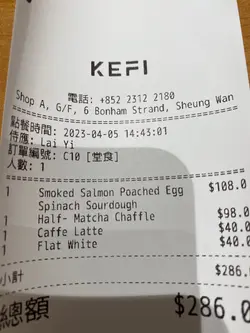 KEFI
電話: +852 2312 2180
Shop A, G/F, 6 Bonham Strand, Sheung Wan
點餐時間: 2023-04-05 14:43:01
侍應: Lai Yi
訂單編號: C10 [堂食]
人數: 1
1 Smoked Salmon Poached Egg $108.0
Spinach Sourdough
1 Half- Matcha Chaffle $98.0
1 Caffe Latte $40.0
1 Flat White $40.0
小計 $286.0
總額 $286.0